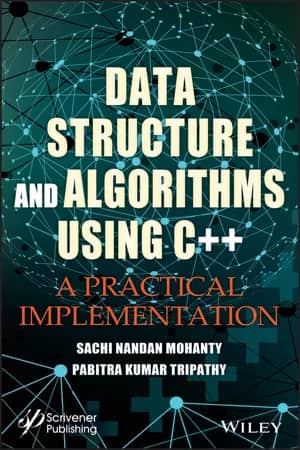 DATA
STRUCTURE
AND ALGORITHMS
USING C++
A PRACTICAL
IMPLEMENTATION
SACHI NANDAN MOHANTY
PABITRA KUMAR TRIPATHY
Scrivener
Publishing
WILEY